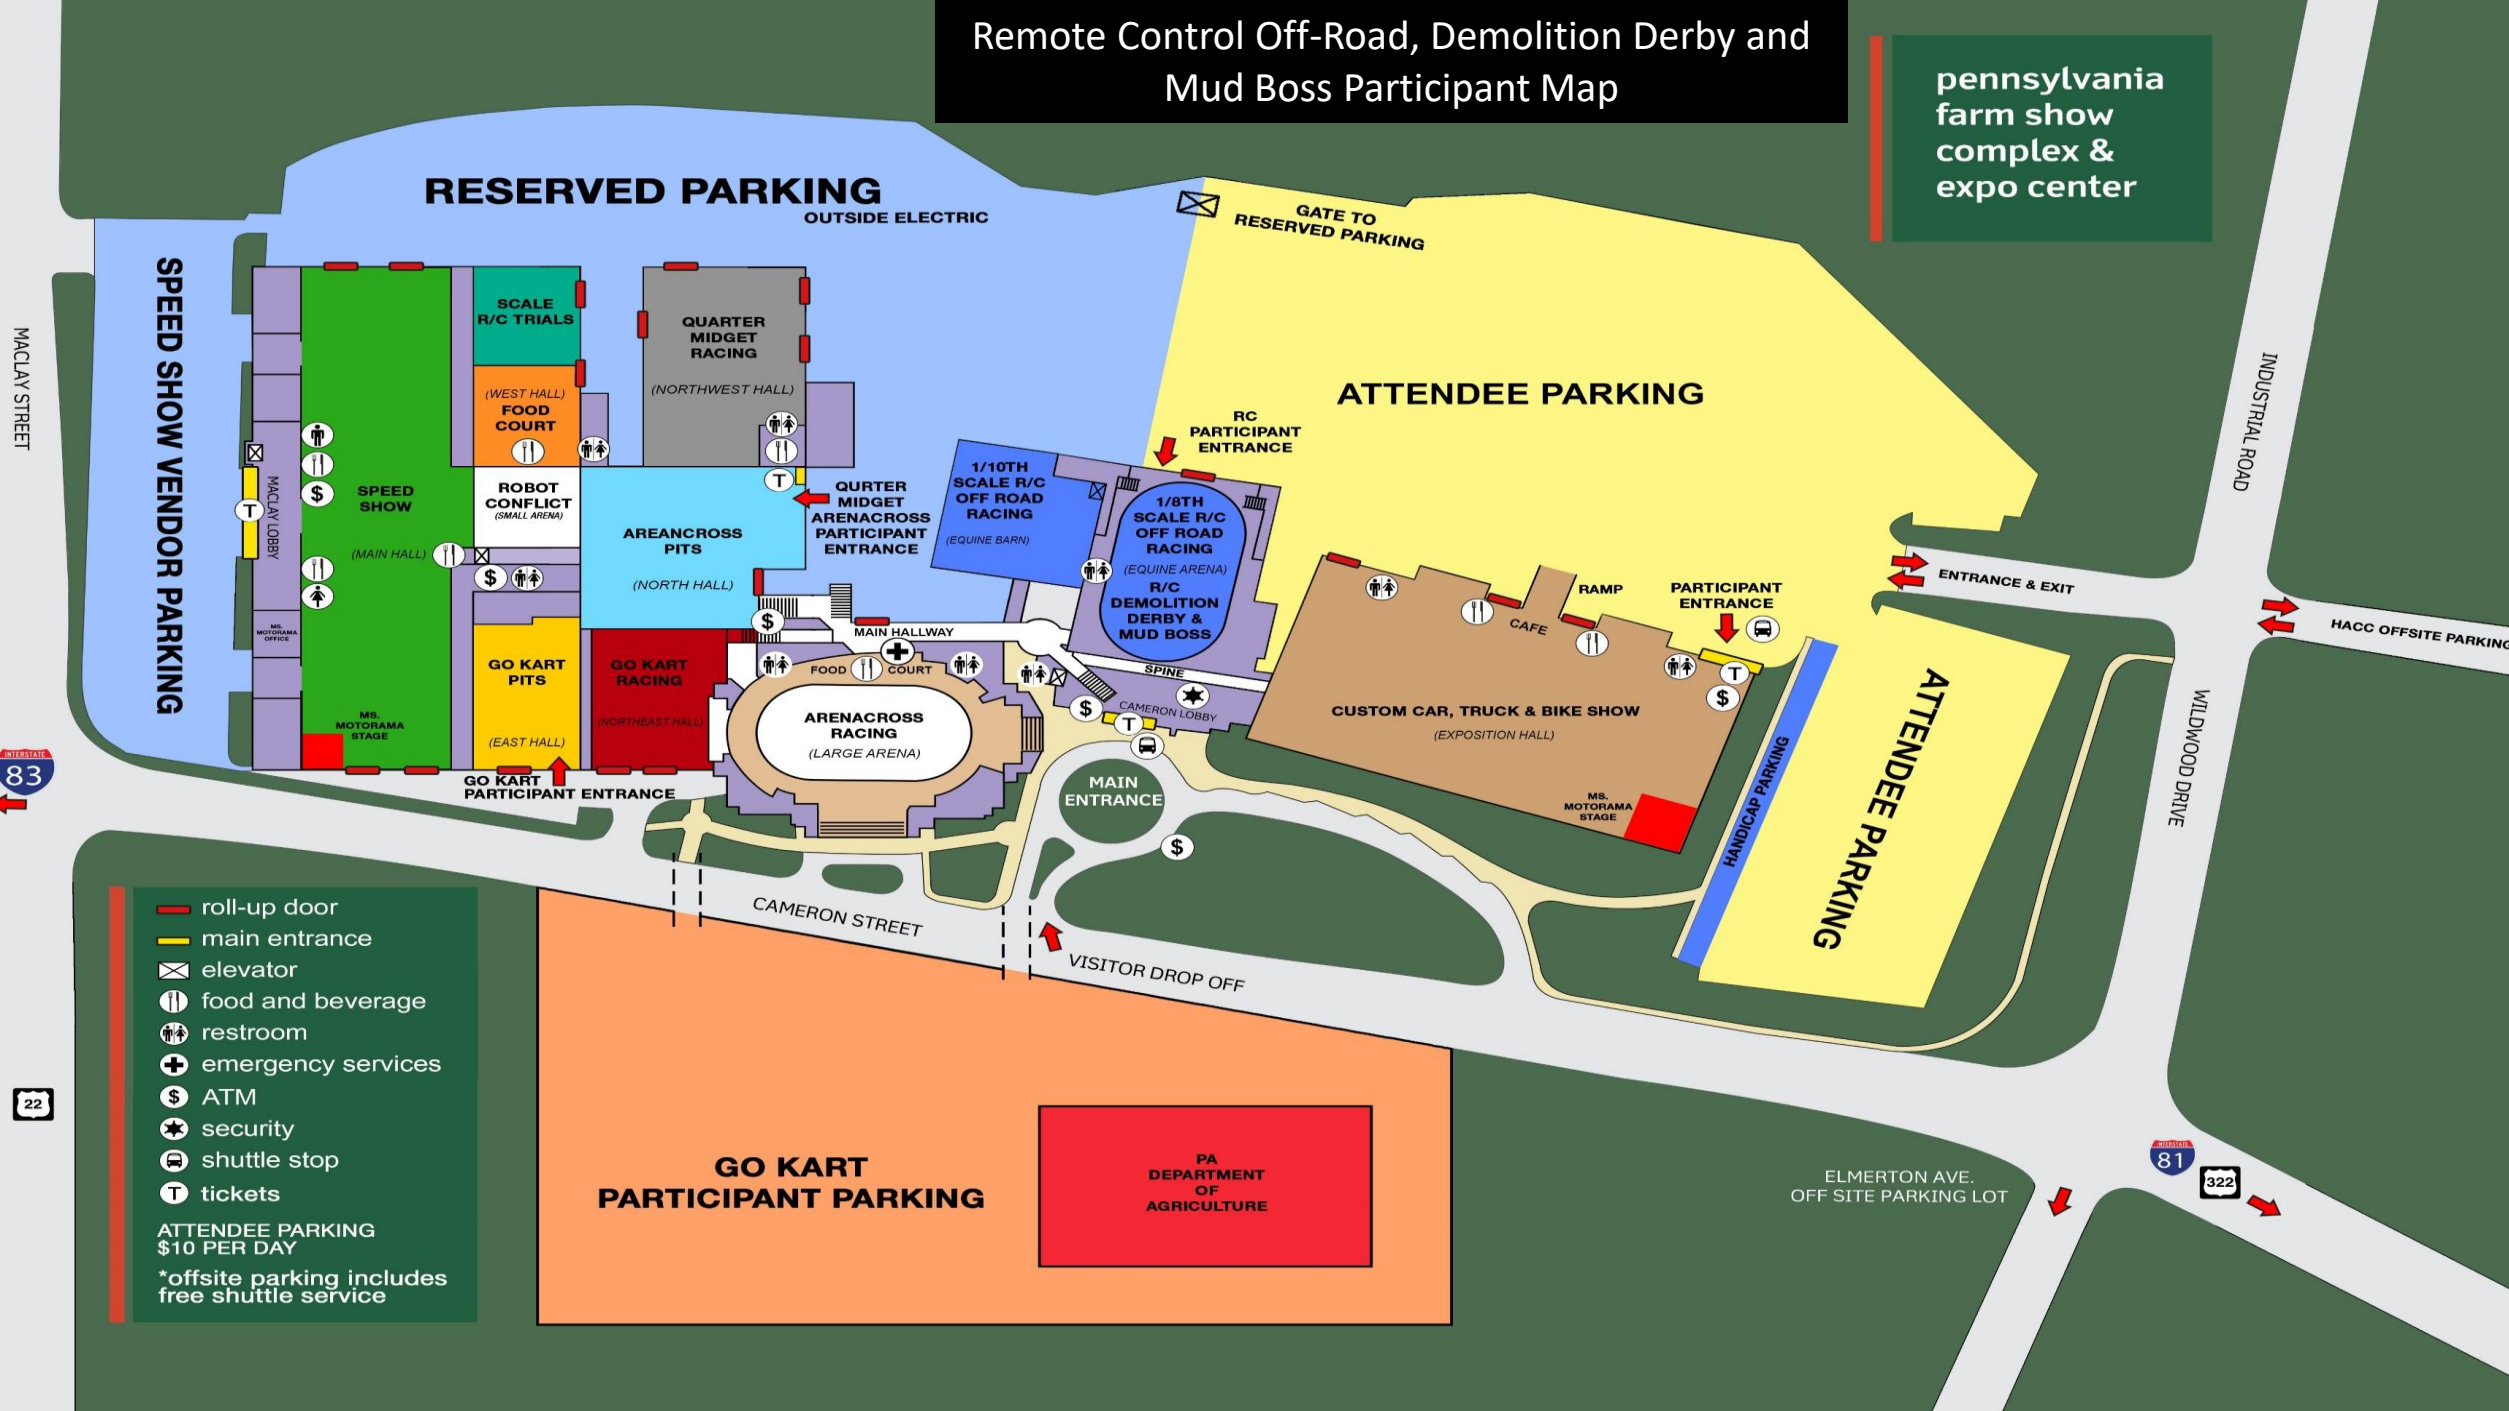 Remote Control Off-Road, Demolition Derby and
Mud Boss Participant Map
pennsylvania
farm show
complex &
expo center
RESERVED PARKING
OUTSIDE ELECTRIC
GATE TO
RESERVED PARKING
SPEED SHOW VENDOR PARKING
MACLAY STREET
ATTENDEE PARKING
INDUSTRIAL ROAD
SCALE
R/C TRIALS
(WEST HALL)
FOOD
COURT
QUARTER
MIDGET
RACING
(NORTHWEST HALL)
RC
PARTICIPANT
ENTRANCE
T
MACLAY LOBBY
$
SPEED
SHOW
(MAIN HALL)
ROBOT
CONFLICT
(SMALL ARENA)
$
T
AREANCROSS
PITS
(NORTH HALL)
QURTER
MIDGET
ARENACROSS
PARTICIPANT
ENTRANCE
1/10TH
SCALE R/C
OFF ROAD
RACING
(EQUINE BARN)
1/8TH
SCALE R/C
OFF ROAD
RACING
(EQUINE ARENA)
R/C
DEMOLITION
DERBY &
MUD BOSS
RAMP
CAFE
PARTICIPANT
ENTRANCE
ENTRANCE & EXIT
HACC OFFSITE PARKING
MS.
MOTORAMA
OFFICE
$
MAIN HALLWAY
FOOD
COURT
SPINE
GO KART
PITS
(EAST HALL)
GO KART
RACING
(NORTHEAST HALL)
ARENACROSS
RACING
(LARGE ARENA)
$
CAMERON LOBBY
T
CUSTOM CAR, TRUCK & BIKE SHOW
(EXPOSITION HALL)
T
$
MS.
MOTORAMA
STAGE
MS.
MOTORAMA
STAGE
HANDICAP PARKING
ATTENDEE PARKING
WILDWOOD DRIVE
INTERSTATE
83
GO KART
PARTICIPANT ENTRANCE
MAIN
ENTRANCE
$
CAMERON STREET
VISITOR DROP OFF
22
roll-up door
main entrance
elevator
food and beverage
restroom
emergency services
$ ATM
security
shuttle stop
T tickets
ATTENDEE PARKING
$10 PER DAY
*offsite parking includes
free shuttle service
GO KART
PARTICIPANT PARKING
PA
DEPARTMENT
OF
AGRICULTURE
ELMERTON AVE.
OFF SITE PARKING LOT
INTERSTATE
81
322